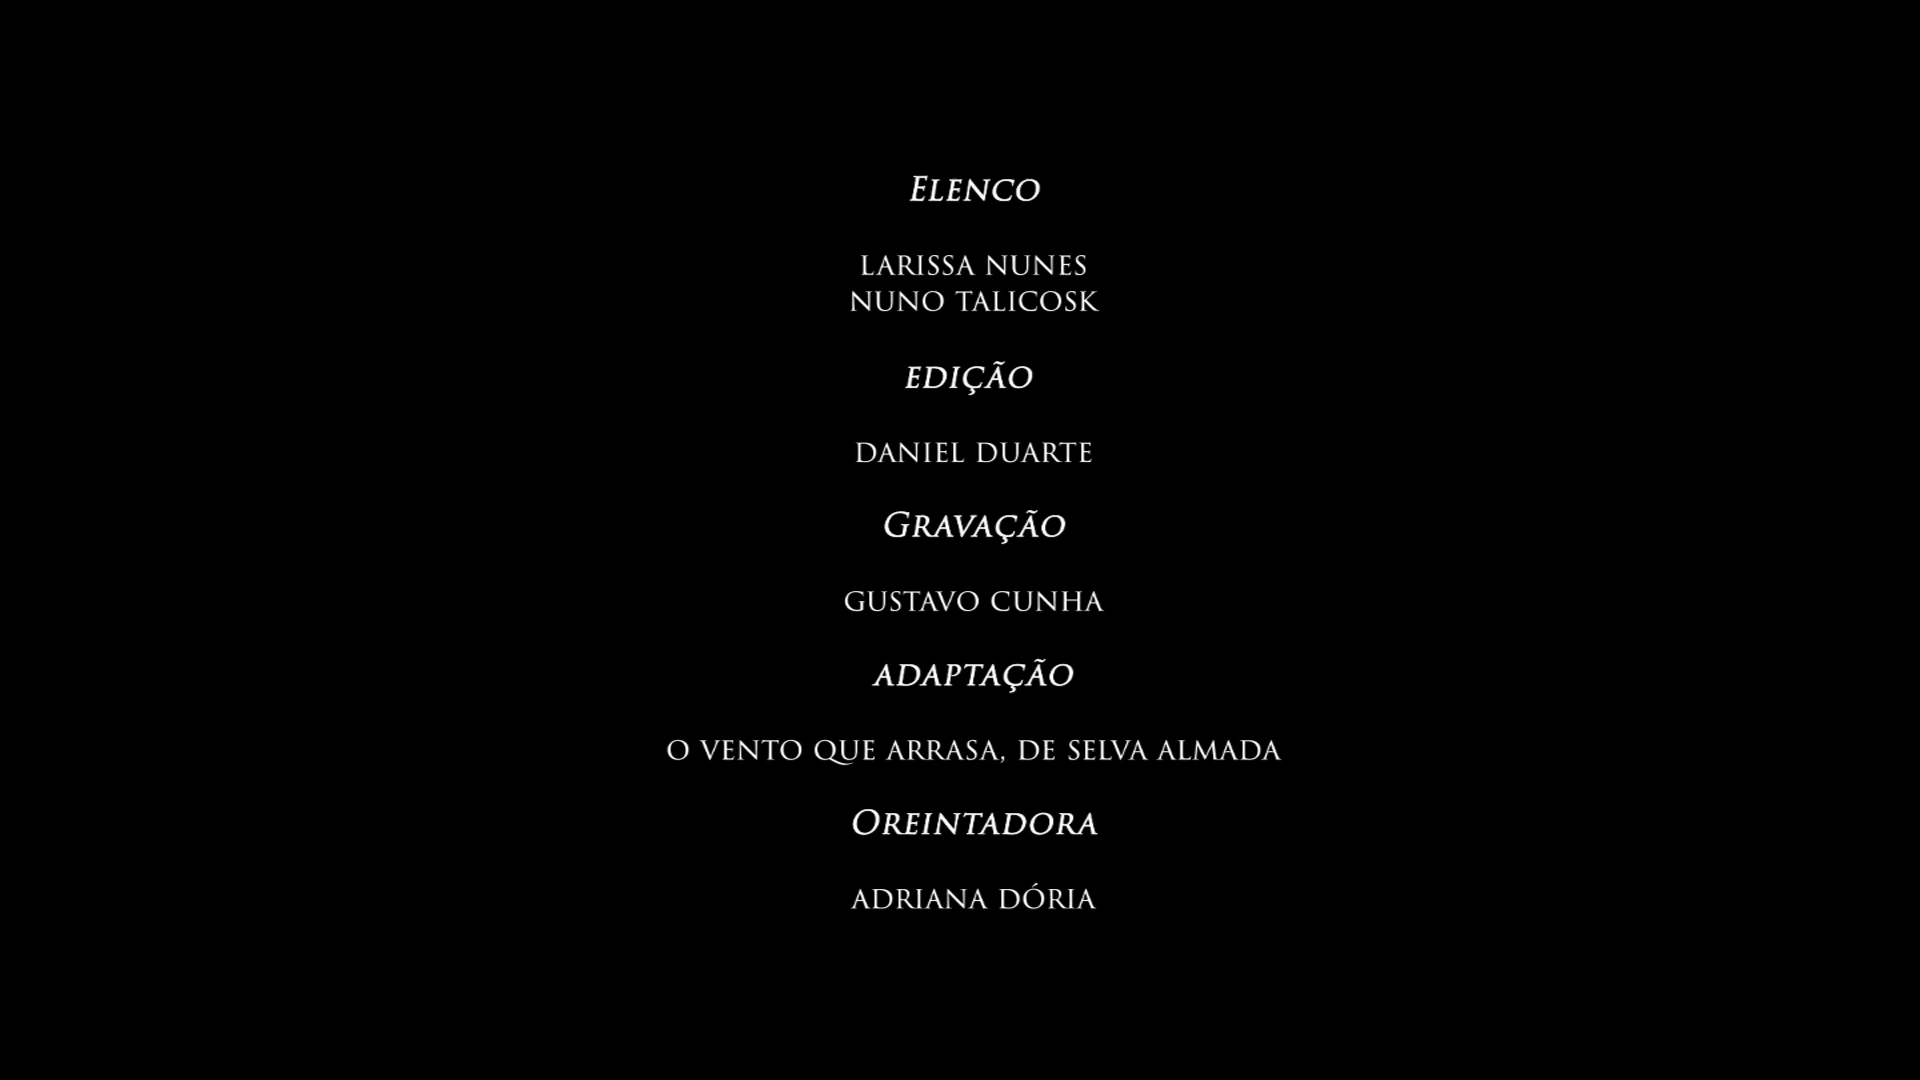 Elenco
LARISSA NUNES
NUNO TALICOSK
EDIÇÃO
DANIEL DUARTE
Gravação
GUSTAVO CUNHA
ADAPTAÇÃO
O VENTO QUE ARRASA, DE SELVA ALMADA
Oreintadora
ADRIANA DÓRIA